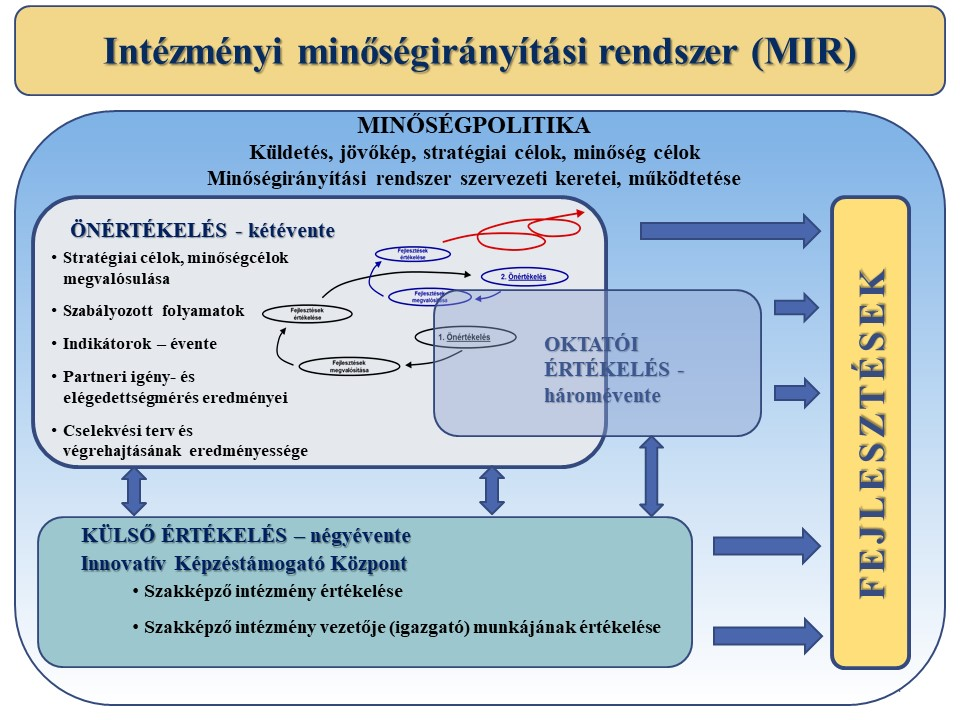 Intézményi minőségirányítási rendszer (MIR)
MINŐSÉGPOLITIKA
Küldetés, jövőkép, stratégiai célok, minőség célok
Minőségirányítási rendszer szervezeti keretei, működtetése
ÖNÉRTÉKELÉS - kétévente
• Stratégiai célok, minőségcélok
megvalósulása
• Szabályozott folyamatok
• Indikátorok – évente
• Partneri igény- és
elégedettségmérés eredményei
• Cselekvési terv és
végrehajtásának eredményessége
Fejlesztések
értékelése
2. Önértékelés
Fejlesztések
megvalósítása
Fejlesztések
értékelése
1. Önértékelés
Fejlesztések
megvalósítása
OKTATÓI
ÉRTÉKELÉS -
háromévente
KÜLSŐ ÉRTÉKELÉS – négyévente
Innovatív Képzéstámogató Központ
• Szakképző intézmény értékelése
• Szakképző intézmény vezetője (igazgató) munkájának értékelése
FEJLESZTÉSEK